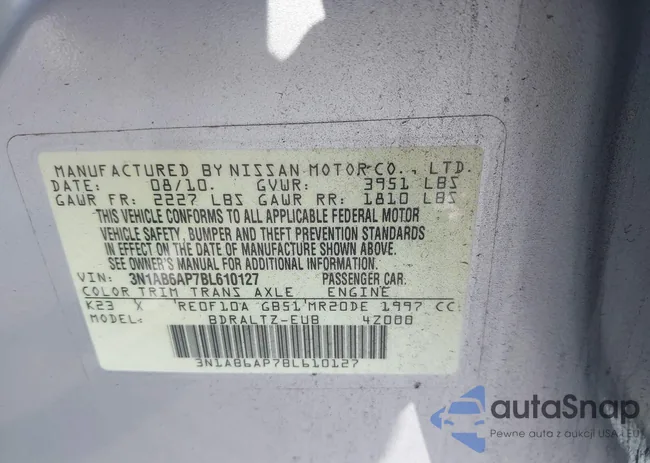 MANUFACTURED BY NISSAN MOTOR CO., LTD.
DATE: 08/10. GVWR: 3951 LBS
GAWR FR: 2227 LBS GAWR RR: 1810 LBS
THIS VEHICLE CONFORMS TO ALL APPLICABLE FEDERAL MOTOR
VEHICLE SAFETY, BUMPER AND THEFT PREVENTION STANDARDS
IN EFFECT ON THE DATE OF MANUFACTURE SHOWN ABOVE.
SEE OWNER'S MANUAL FOR ADDITIONAL INFORMATION.
VIN: 3N1AB6AP7BL610127 PASSENGER CAR.
COLOR TRIM TRANS AXLE ENGINE
K23 X RE0F10A GB51 MR20DE 1997 CC
MODEL: BDRALTZ-EUB 4Z000
3N1AB6AP7BL610127
autaSnap
Pewne auta z aukcji USA i EU